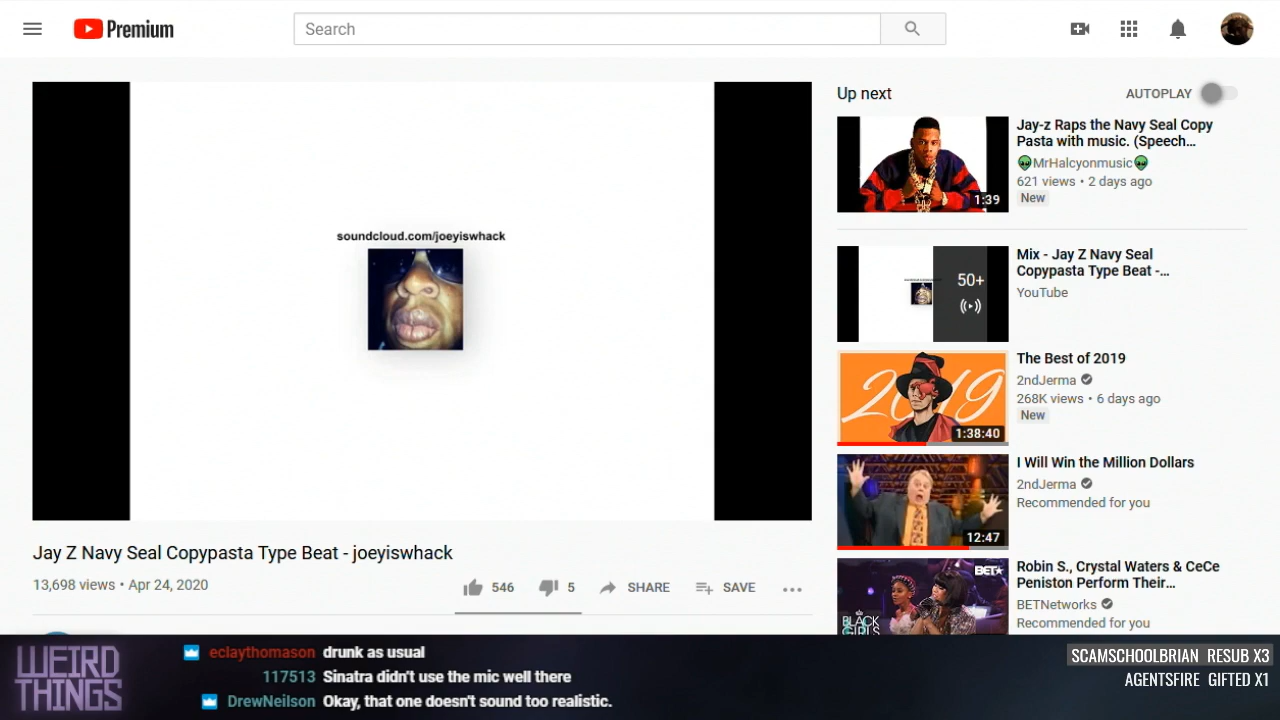 Premium
Search
soundcloud.com/joeyiswhack
Jay Z Navy Seal Copypasta Type Beat - joeyiswhack
13,698 views • Apr 24, 2020
546
5
SHARE
SAVE
Up next
AUTOPLAY
Jay-z Raps the Navy Seal Copy
Pasta with music. (Speech...
👽MrHalcyonmusic👽
621 views • 2 days ago
New
1:39
Mix - Jay Z Navy Seal
Copypasta Type Beat -...
YouTube
50+
The Best of 2019
2ndJerma
268K views • 6 days ago
New
2019
1:38:40
I Will Win the Million Dollars
2ndJerma
Recommended for you
12:47
Robin S., Crystal Waters & CeCe
Peniston Perform Their...
BETNetworks
Recommended for you
BET★
BLACK
GIRLS
WEIRD
THINGS
eclaythomason drunk as usual
117513 Sinatra didn't use the mic well there
DrewNeilson Okay, that one doesn't sound too realistic.
SCAMSCHOOLBRIAN RESUB X3
AGENTSFIRE GIFTED X1